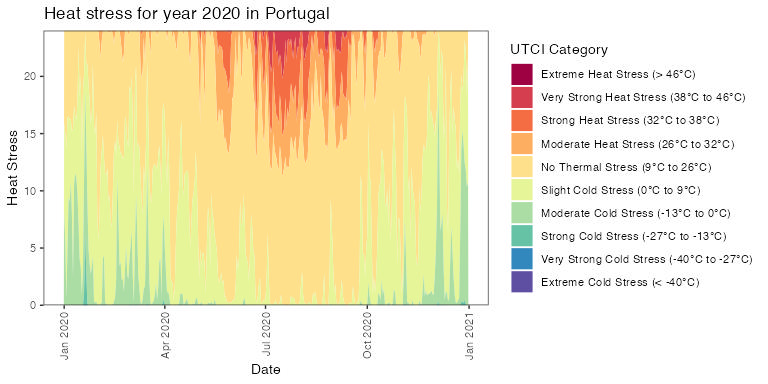 Heat stress for year 2020 in Portugal
Heat Stress
20
15
10
5
0
Jan 2020
Apr 2020
Jul 2020
Oct 2020
Jan 2021
Date
UTCI Category
Extreme Heat Stress (> 46°C)
Very Strong Heat Stress (38°C to 46°C)
Strong Heat Stress (32°C to 38°C)
Moderate Heat Stress (26°C to 32°C)
No Thermal Stress (9°C to 26°C)
Slight Cold Stress (0°C to 9°C)
Moderate Cold Stress (-13°C to 0°C)
Strong Cold Stress (-27°C to -13°C)
Very Strong Cold Stress (-40°C to -27°C)
Extreme Cold Stress (< -40°C)